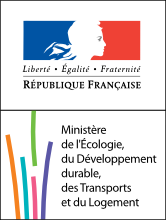 Liberté • Égalité • Fraternité
RÉPUBLIQUE FRANÇAISE
Ministère
de l'Écologie,
du Développement
durable,
des Transports
et du Logement